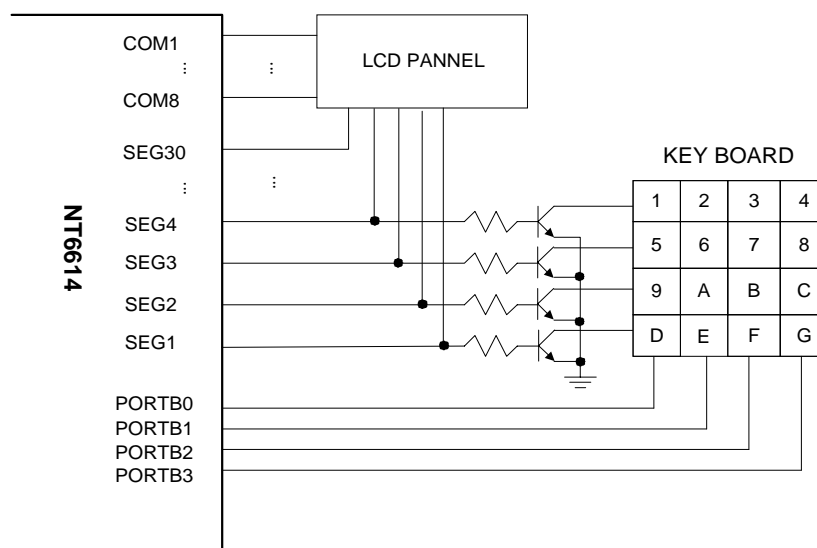 COM1
...
...
COM8
LCD PANNEL
SEG30
...
...
SEG4
SEG3
SEG2
SEG1
NT6614
PORTB0
PORTB1
PORTB2
PORTB3
KEY BOARD
1 2 3 4
5 6 7 8
9 A B C
D E F G